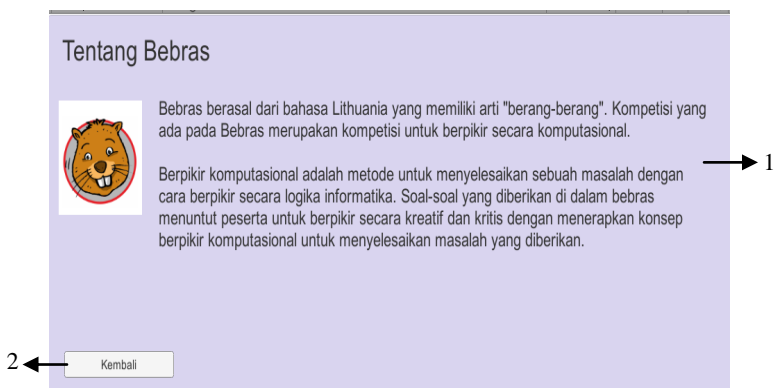 Tentang Bebras
Bebras berasal dari bahasa Lithuania yang memiliki arti "berang-berang". Kompetisi yang
ada pada Bebras merupakan kompetisi untuk berpikir secara komputasional.
1
Berpikir komputasional adalah metode untuk menyelesaikan sebuah masalah dengan
cara berpikir secara logika informatika. Soal-soal yang diberikan di dalam bebras
menuntut peserta untuk berpikir secara kreatif dan kritis dengan menerapkan konsep
berpikir komputasional untuk menyelesaikan masalah yang diberikan.
2
Kembali